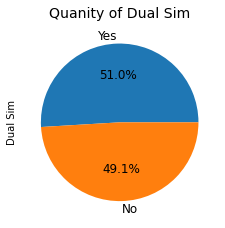 Quanity of Dual Sim
Yes
51.0%
Dual Sim
49.1%
No